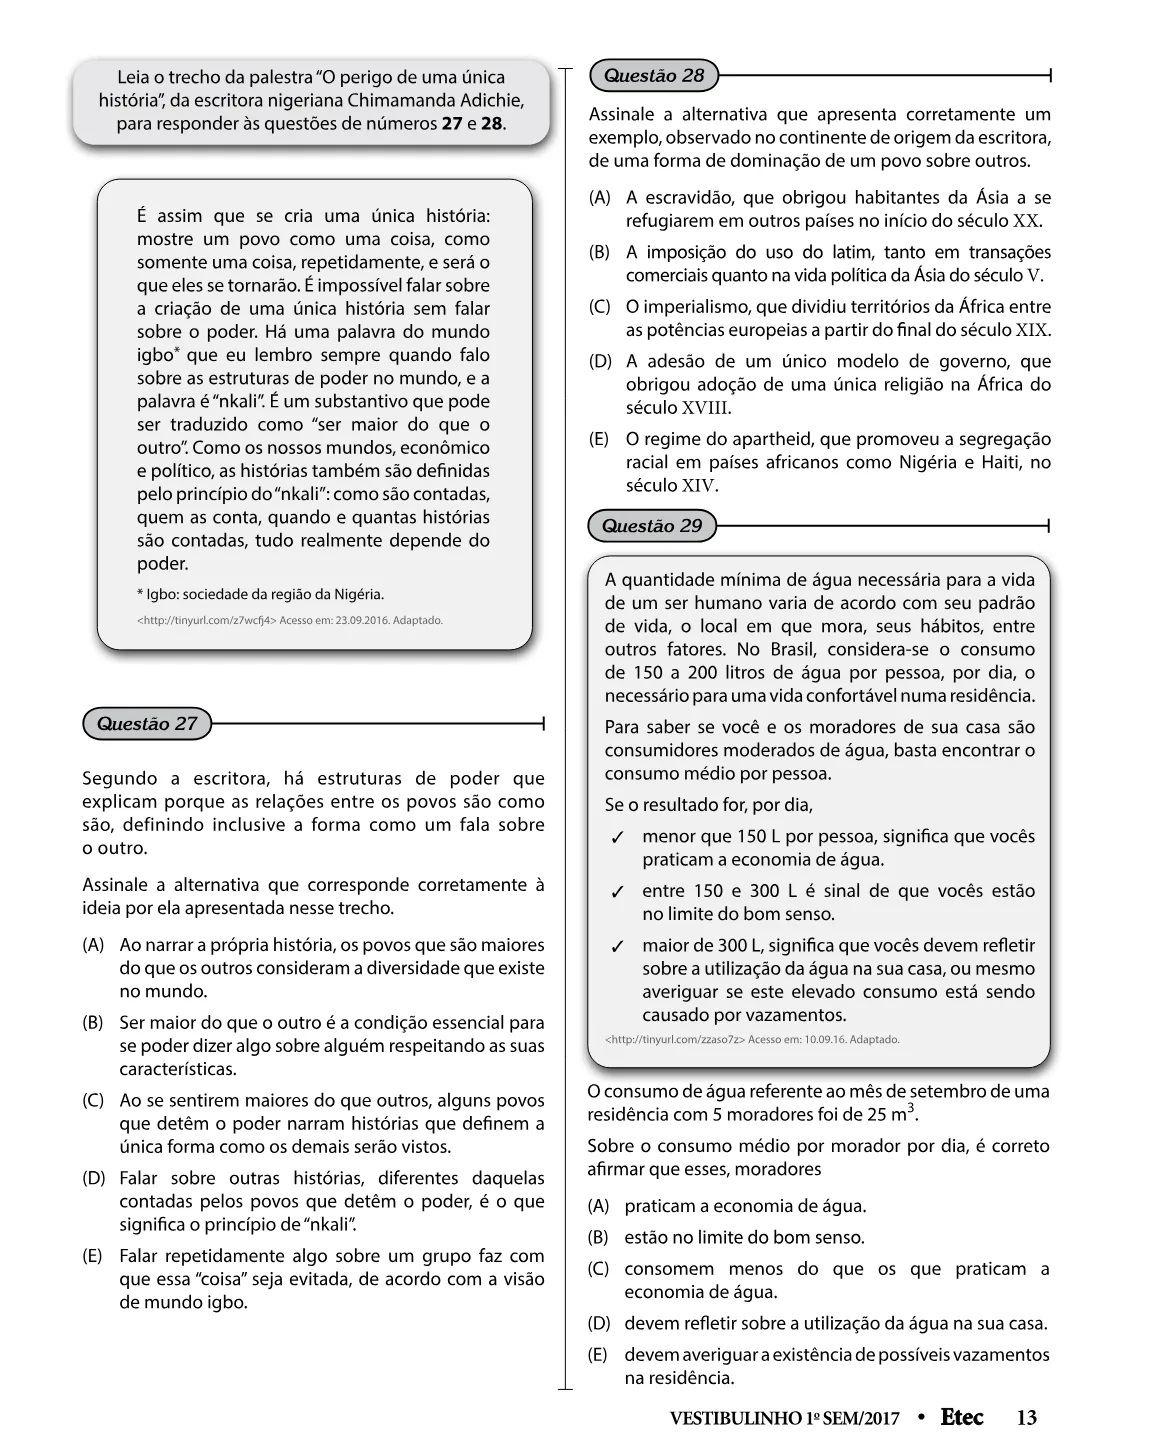 Leia o trecho da palestra “O perigo de uma única
história”, da escritora nigeriana Chimamanda Adichie,
para responder às questões de números 27 e 28.
É assim que se cria uma única história:
mostre um povo como uma coisa, como
somente uma coisa, repetidamente, e será o
que eles se tornarão. É impossível falar sobre
a criação de uma única história sem falar
sobre o poder. Há uma palavra do mundo
igbo* que eu lembro sempre quando falo
sobre as estruturas de poder no mundo, e a
palavra é “nkali”. É um substantivo que pode
ser traduzido como “ser maior do que o
outro”. Como os nossos mundos, econômico
e político, as histórias também são definidas
pelo princípio do “nkali”: como são contadas,
quem as conta, quando e quantas histórias
são contadas, tudo realmente depende do
poder.
* Igbo: sociedade da região da Nigéria.
<http://tinyurl.com/z7wcfj4> Acesso em: 23.09.2016. Adaptado.
Questão 27
Segundo a escritora, há estruturas de poder que
explicam porque as relações entre os povos são como
são, definindo inclusive a forma como um fala sobre
o outro.
Assinale a alternativa que corresponde corretamente à
ideia por ela apresentada nesse trecho.
(A) Ao narrar a própria história, os povos que são maiores
do que os outros consideram a diversidade que existe
no mundo.
(B) Ser maior do que o outro é a condição essencial para
se poder dizer algo sobre alguém respeitando as suas
características.
(C) Ao se sentirem maiores do que outros, alguns povos
que detêm o poder narram histórias que definem a
única forma como os demais serão vistos.
(D) Falar sobre outras histórias, diferentes daquelas
contadas pelos povos que detêm o poder, é o que
significa o princípio de “nkali”.
(E) Falar repetidamente algo sobre um grupo faz com
que essa “coisa” seja evitada, de acordo com a visão
de mundo igbo.
Questão 28
Assinale a alternativa que apresenta corretamente um
exemplo, observado no continente de origem da escritora,
de uma forma de dominação de um povo sobre outros.
(A) A escravidão, que obrigou habitantes da Ásia a se
refugiarem em outros países no início do século XX.
(B) A imposição do uso do latim, tanto em transações
comerciais quanto na vida política da Ásia do século V.
(C) O imperialismo, que dividiu territórios da África entre
as potências europeias a partir do final do século XIX.
(D) A adesão de um único modelo de governo, que
obrigou adoção de uma única religião na África do
século XVIII.
(E) O regime do apartheid, que promoveu a segregação
racial em países africanos como Nigéria e Haiti, no
século XIV.
Questão 29
A quantidade mínima de água necessária para a vida
de um ser humano varia de acordo com seu padrão
de vida, o local em que mora, seus hábitos, entre
outros fatores. No Brasil, considera-se o consumo
de 150 a 200 litros de água por pessoa, por dia, o
necessário para uma vida confortável numa residência.
Para saber se você e os moradores de sua casa são
consumidores moderados de água, basta encontrar o
consumo médio por pessoa.
Se o resultado for, por dia,
✓ menor que 150 L por pessoa, significa que vocês
praticam a economia de água.
✓ entre 150 e 300 L é sinal de que vocês estão
no limite do bom senso.
✓ maior de 300 L, significa que vocês devem refletir
sobre a utilização da água na sua casa, ou mesmo
averiguar se este elevado consumo está sendo
causado por vazamentos.
<http://tinyurl.com/zzaso7z> Acesso em: 10.09.16. Adaptado.
O consumo de água referente ao mês de setembro de uma
residência com 5 moradores foi de 25 m³.
Sobre o consumo médio por morador por dia, é correto
afirmar que esses, moradores
(A) praticam a economia de água.
(B) estão no limite do bom senso.
(C) consomem menos do que os que praticam a
economia de água.
(D) devem refletir sobre a utilização da água na sua casa.
(E) devem averiguar a existência de possíveis vazamentos
na residência.
VESTIBULINHO 1º SEM/2017 • Etec 13